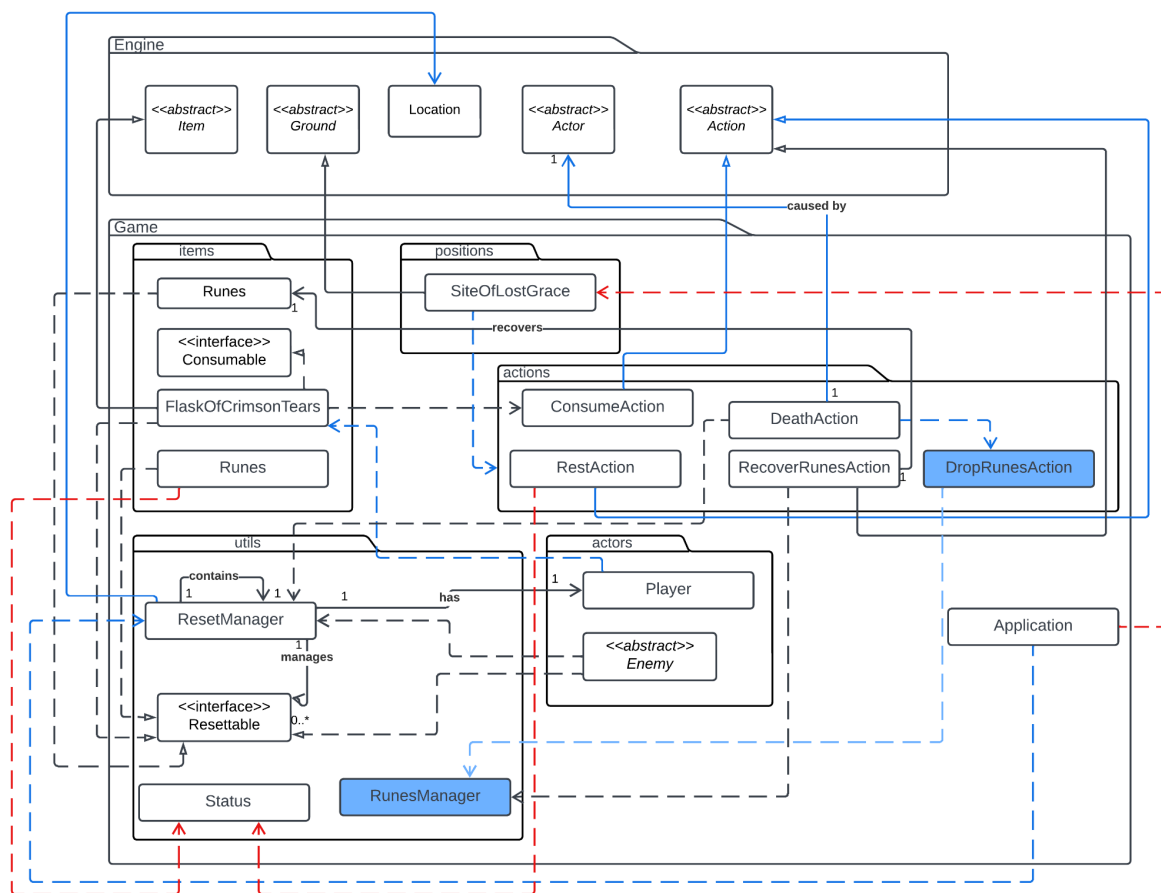 Engine
<<abstract>>
Item
<<abstract>>
Ground
Location
<<abstract>>
Actor
<<abstract>>
Action
1
caused by
Game
items
positions
Runes
SiteOfLostGrace
1
recovers
<<interface>>
Consumable
actions
FlaskOfCrimsonTears
ConsumeAction
1
DeathAction
Runes
RestAction
RecoverRunesAction
1
DropRunesAction
utils
actors
contains
1
1
1
has
1
Player
ResetManager
Application
1
manages
<<abstract>>
Enemy
<<interface>>
Resettable
0..*
Status
RunesManager